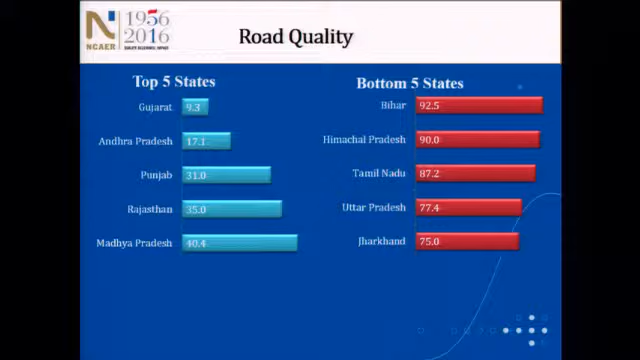 NCAER
1956
2016
Road Quality
Top 5 States
Gujarat 9.3
Andhra Pradesh 17.1
Punjab 31.0
Rajasthan 35.0
Madhya Pradesh 40.4
Bottom 5 States
Bihar 92.5
Himachal Pradesh 90.0
Tamil Nadu 87.2
Uttar Pradesh 77.4
Jharkhand 75.0